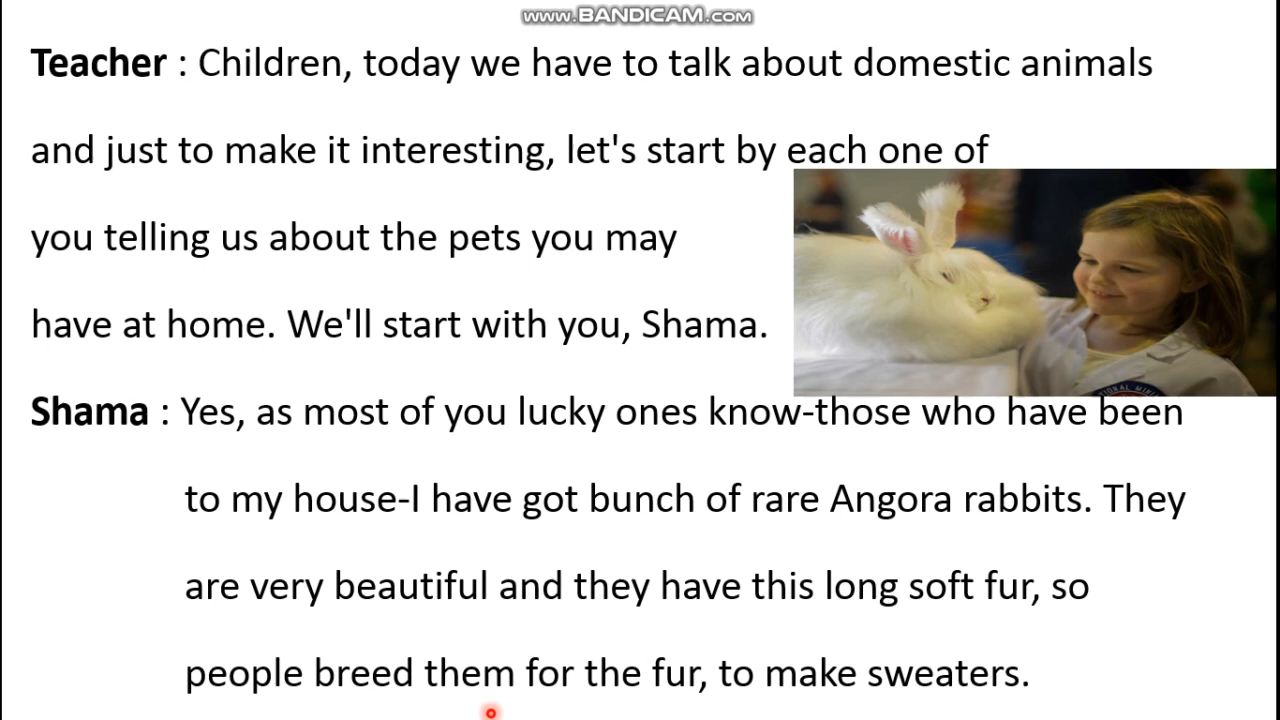 www.BANDICAM.com
Teacher : Children, today we have to talk about domestic animals
and just to make it interesting, let's start by each one of
you telling us about the pets you may
have at home. We'll start with you, Shama.
Shama : Yes, as most of you lucky ones know-those who have been
to my house-I have got bunch of rare Angora rabbits. They
are very beautiful and they have this long soft fur, so
people breed them for the fur, to make sweaters.